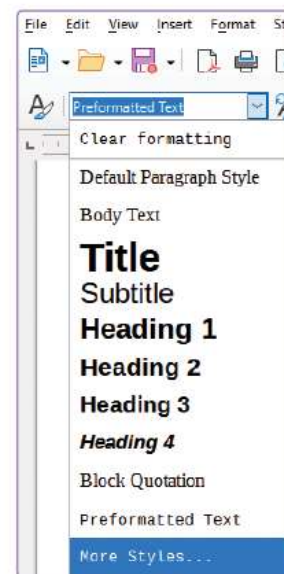 File Edit View Insert Format St
Preformatted Text
Clear formatting
Default Paragraph Style
Body Text
Title
Subtitle
Heading 1
Heading 2
Heading 3
Heading 4
Block Quotation
Preformatted Text
More Styles...